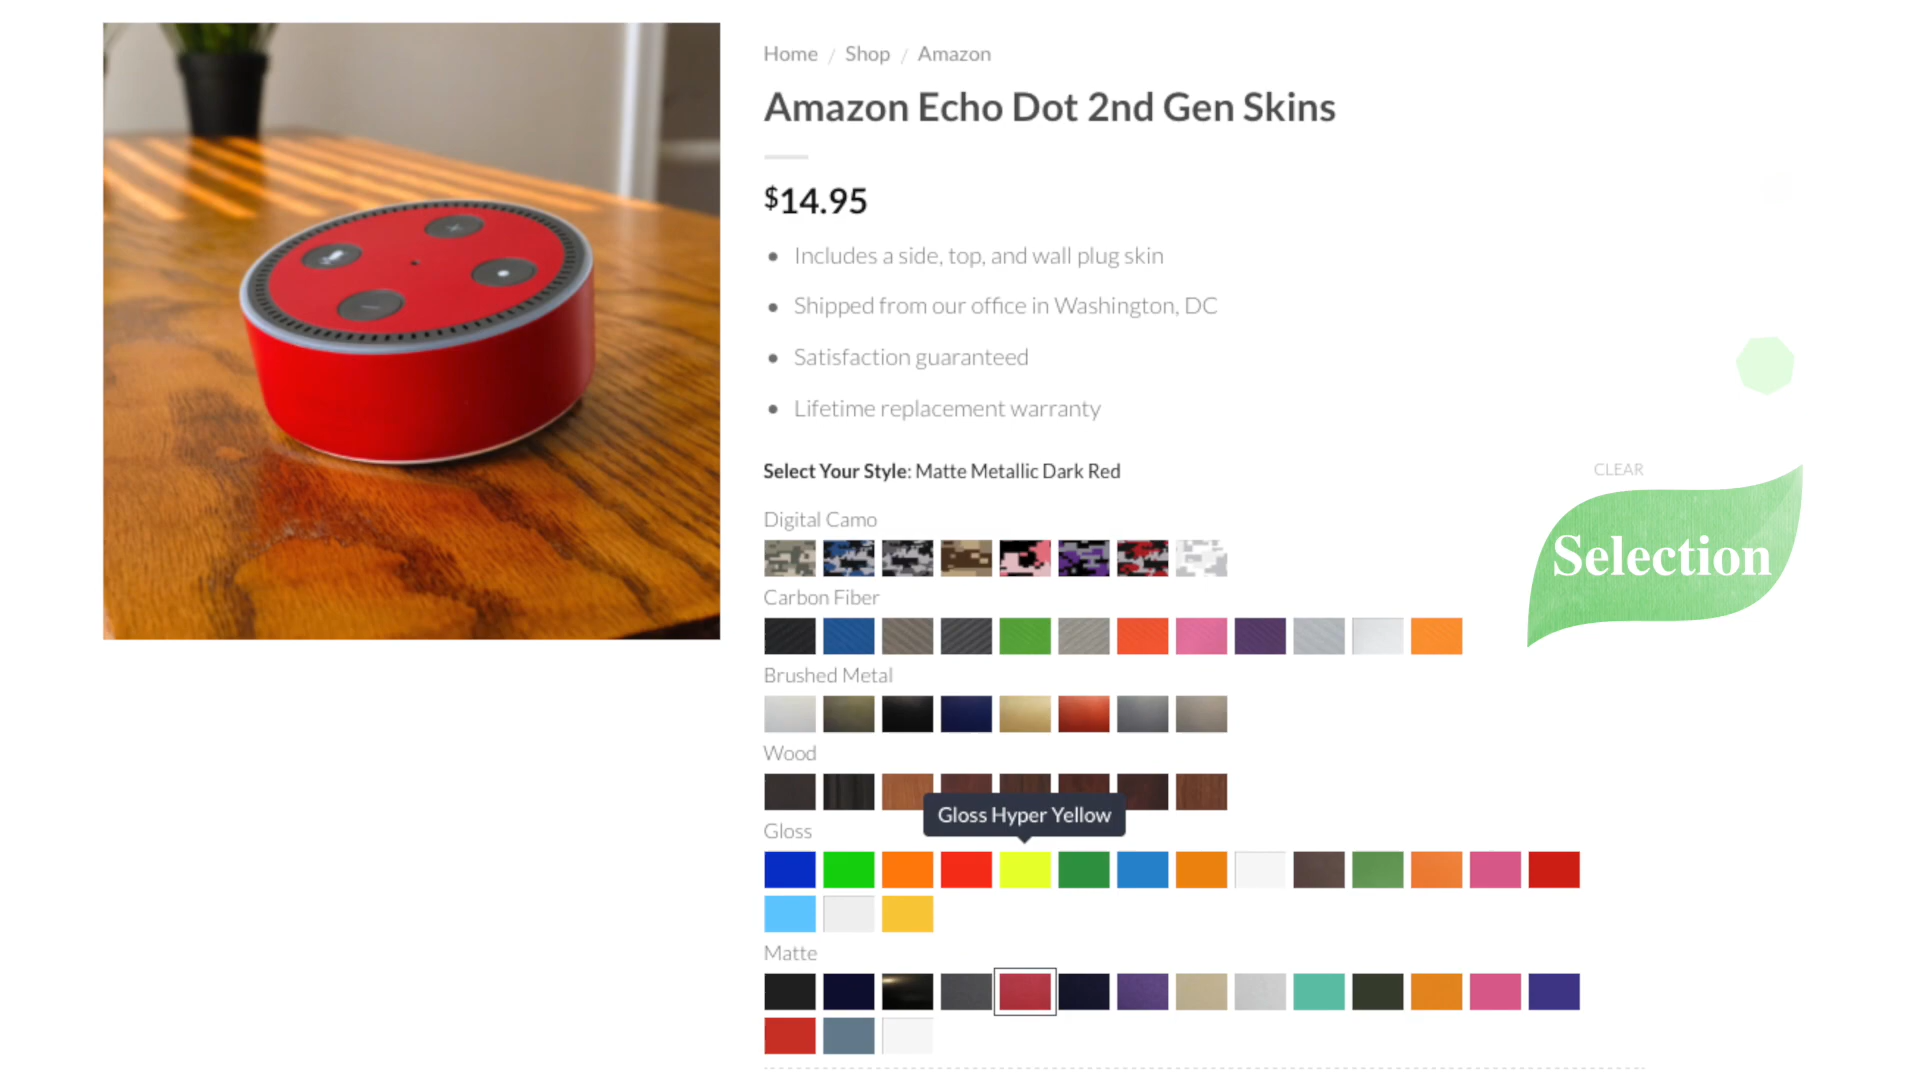 Home / Shop / Amazon
Amazon Echo Dot 2nd Gen Skins
$14.95
Includes a side, top, and wall plug skin
Shipped from our office in Washington, DC
Satisfaction guaranteed
Lifetime replacement warranty
Select Your Style: Matte Metallic Dark Red
CLEAR
Selection
Digital Camo
Carbon Fiber
Brushed Metal
Wood
Gloss Hyper Yellow
Gloss
Matte